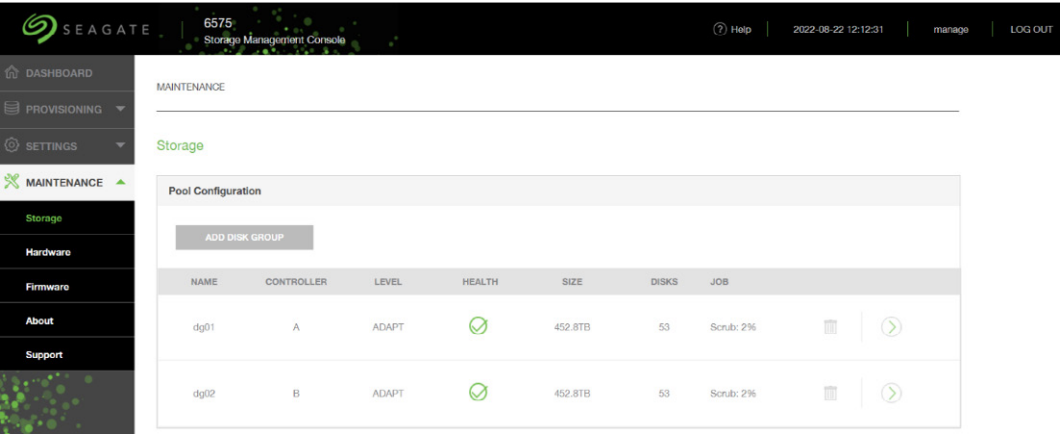 SEAGATE
6575
Storage Management Console
? Help
2022-08-22 12:12:31
manage
LOG OUT
DASHBOARD
PROVISIONING
SETTINGS
MAINTENANCE
Storage
Hardware
Firmware
About
Support
MAINTENANCE
Storage
Pool Configuration
ADD DISK GROUP
NAME CONTROLLER LEVEL HEALTH SIZE DISKS JOB
dg01 A ADAPT 452.8TB 53 Scrub: 2%
dg02 B ADAPT 452.8TB 53 Scrub: 2%